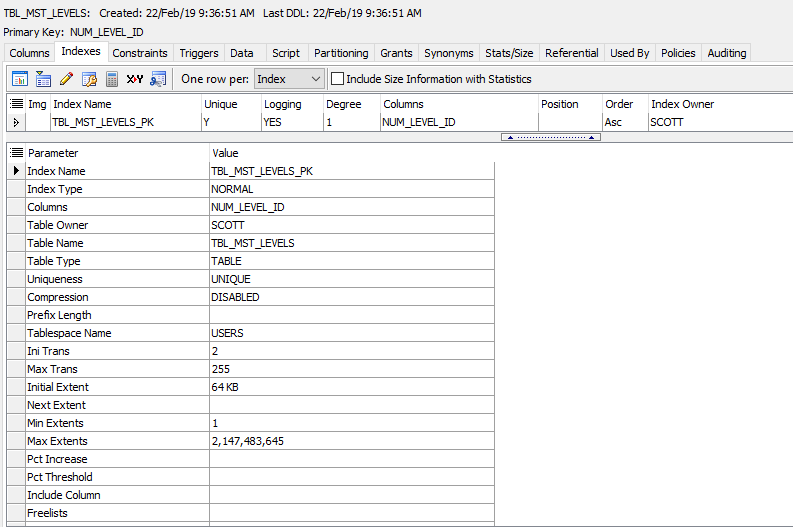 TBL_MST_LEVELS: Created: 22/Feb/19 9:36:51 AM Last DDL: 22/Feb/19 9:36:51 AM
Primary Key: NUM_LEVEL_ID
Columns Indexes Constraints Triggers Data Script Partitioning Grants Synonyms Stats/Size Referential Used By Policies Auditing
X↔Y One row per: Index Include Size Information with Statistics
Img Index Name Unique Logging Degree Columns Position Order Index Owner
TBL_MST_LEVELS_PK Y YES 1 NUM_LEVEL_ID Asc SCOTT
Parameter Value
Index Name TBL_MST_LEVELS_PK
Index Type NORMAL
Columns NUM_LEVEL_ID
Table Owner SCOTT
Table Name TBL_MST_LEVELS
Table Type TABLE
Uniqueness UNIQUE
Compression DISABLED
Prefix Length
Tablespace Name USERS
Ini Trans 2
Max Trans 255
Initial Extent 64 KB
Next Extent
Min Extents 1
Max Extents 2,147,483,645
Pct Increase
Pct Threshold
Include Column
Freelists